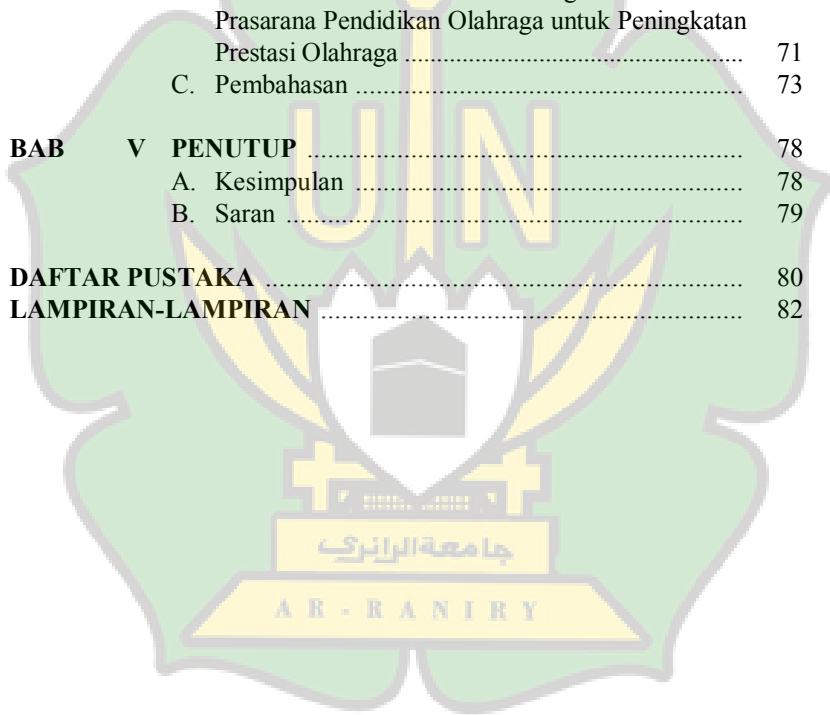 Prasarana Pendidikan Olahraga untuk Peningkatan
Prestasi Olahraga ................................................ 71
C. Pembahasan ....................................................... 73
BAB V PENUTUP .............................................................. 78
A. Kesimpulan ....................................................... 78
B. Saran ................................................................. 79
DAFTAR PUSTAKA ...................................................................... 80
LAMPIRAN-LAMPIRAN ............................................................ 82
UIN
جامعة الرانري
AR-RANIRY